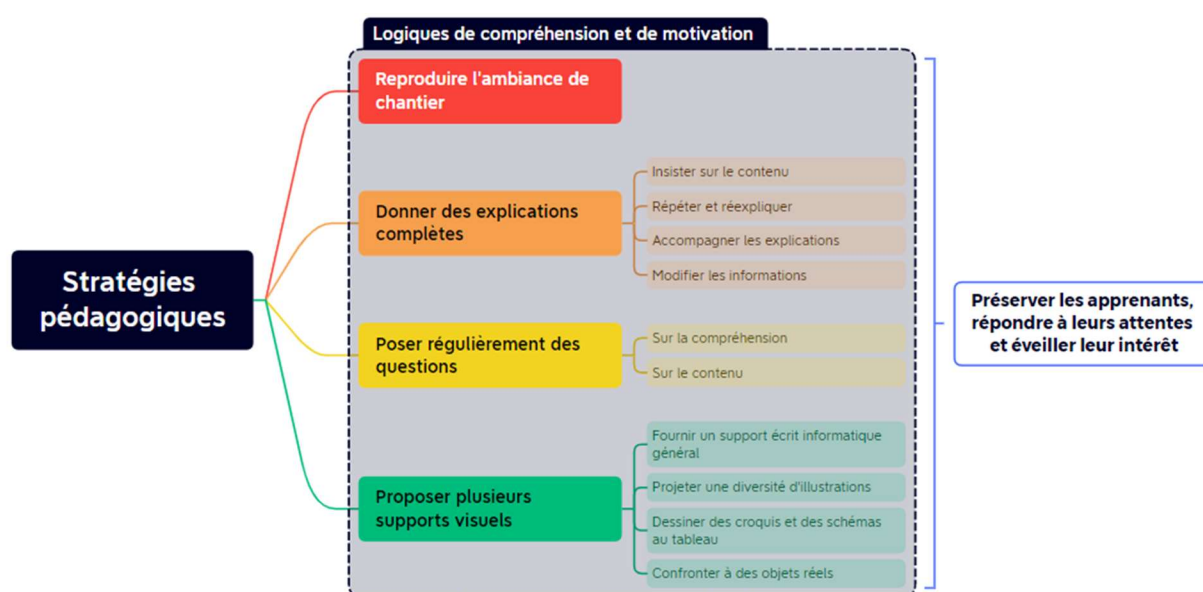 Logiques de compréhension et de motivation
Reproduire l'ambiance de
chantier
Insister sur le contenu
Donner des explications
complètes
Répéter et réexpliquer
Accompagner les explications
Modifier les informations
Stratégies
pédagogiques
Préserver les apprenants,
répondre à leurs attentes
et éveiller leur intérêt
Poser régulièrement des
questions
Sur la compréhension
Sur le contenu
Proposer plusieurs
supports visuels
Fournir un support écrit informatique
général
Projeter une diversité d'illustrations
Dessiner des croquis et des schémas
au tableau
Confronter à des objets réels